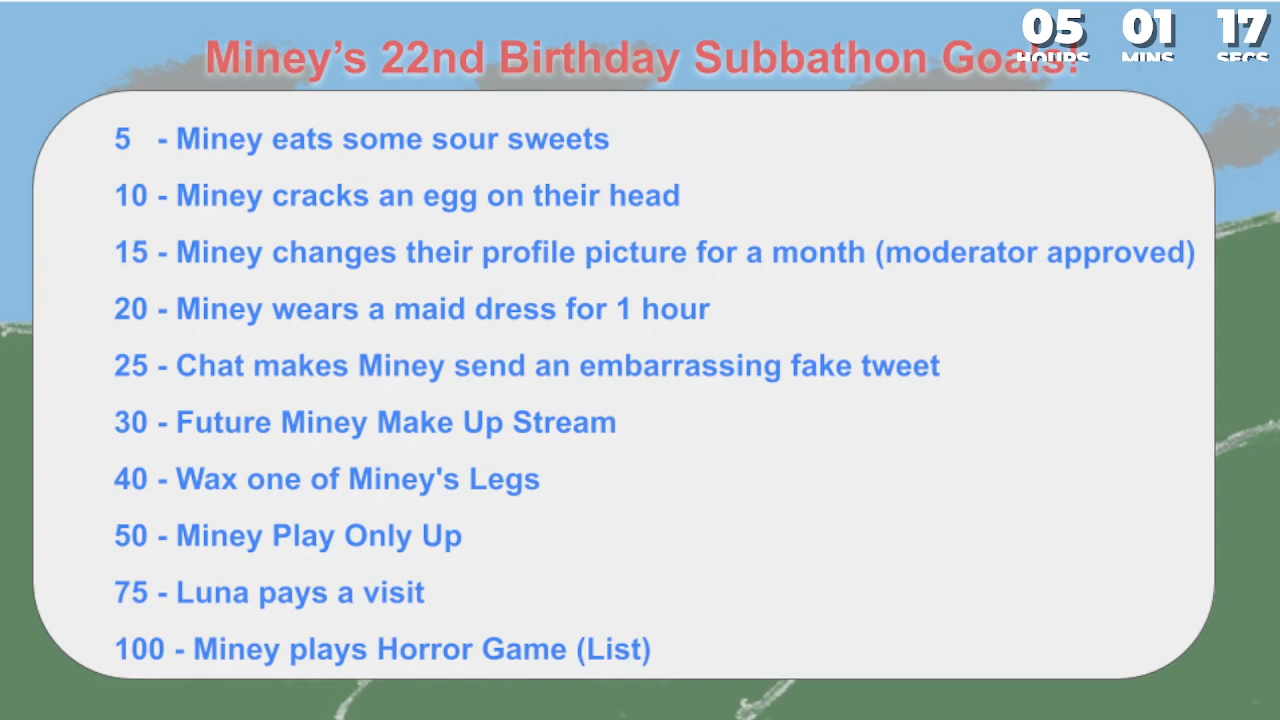 05 01 17
HOURS MINS SECS
Miney’s 22nd Birthday Subbathon Goals!
5 - Miney eats some sour sweets
10 - Miney cracks an egg on their head
15 - Miney changes their profile picture for a month (moderator approved)
20 - Miney wears a maid dress for 1 hour
25 - Chat makes Miney send an embarrassing fake tweet
30 - Future Miney Make Up Stream
40 - Wax one of Miney's Legs
50 - Miney Play Only Up
75 - Luna pays a visit
100 - Miney plays Horror Game (List)